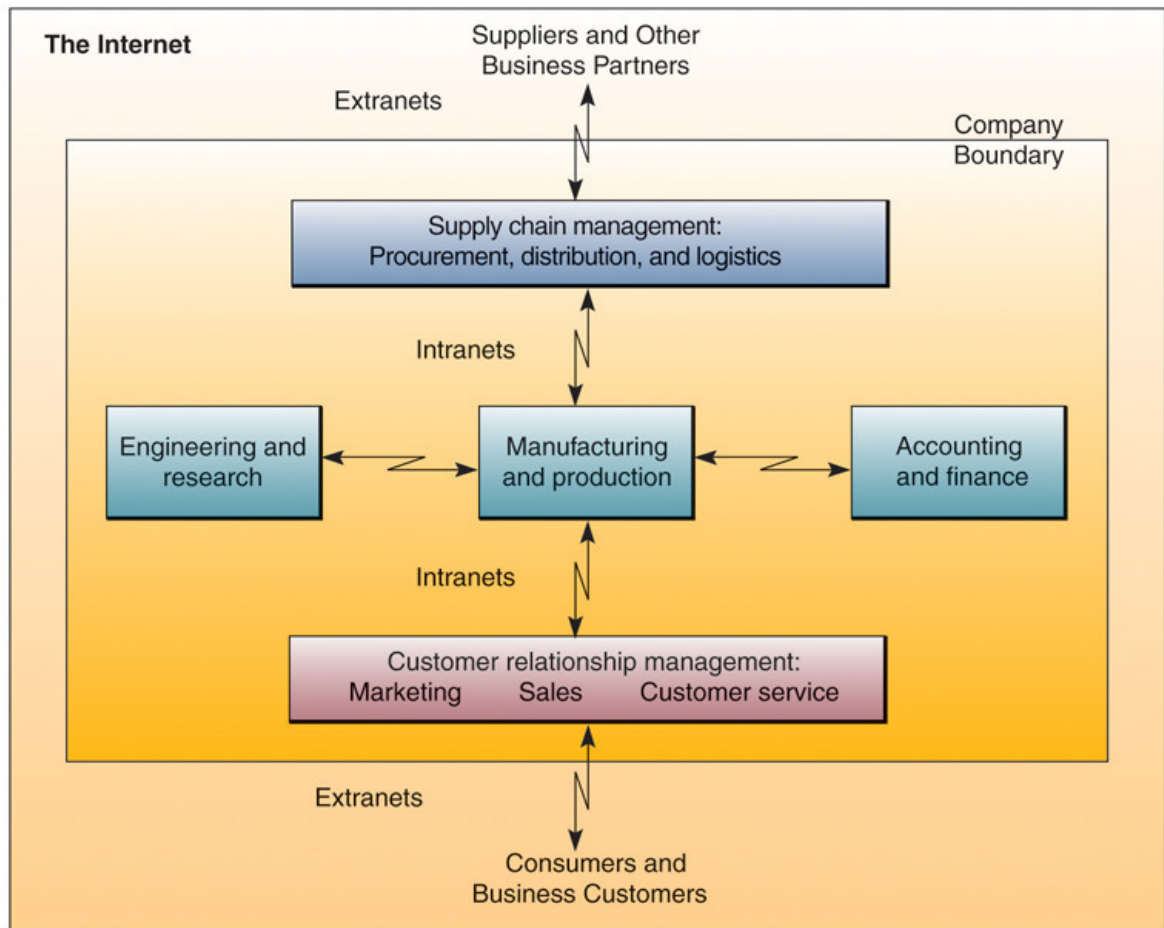 The Internet
Suppliers and Other
Business Partners
Extranets
Company
Boundary
Supply chain management:
Procurement, distribution, and logistics
Intranets
Engineering and
research
Manufacturing
and production
Accounting
and finance
Intranets
Customer relationship management:
Marketing Sales Customer service
Extranets
Consumers and
Business Customers